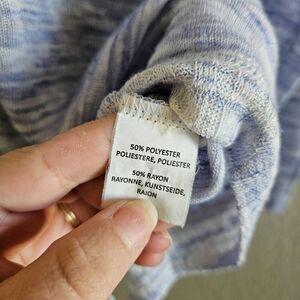 50% POLYESTER
POLIESTERE, POLIESTER
50% RAYON
RAYONNE, KUNSTSEIDE,
RAION